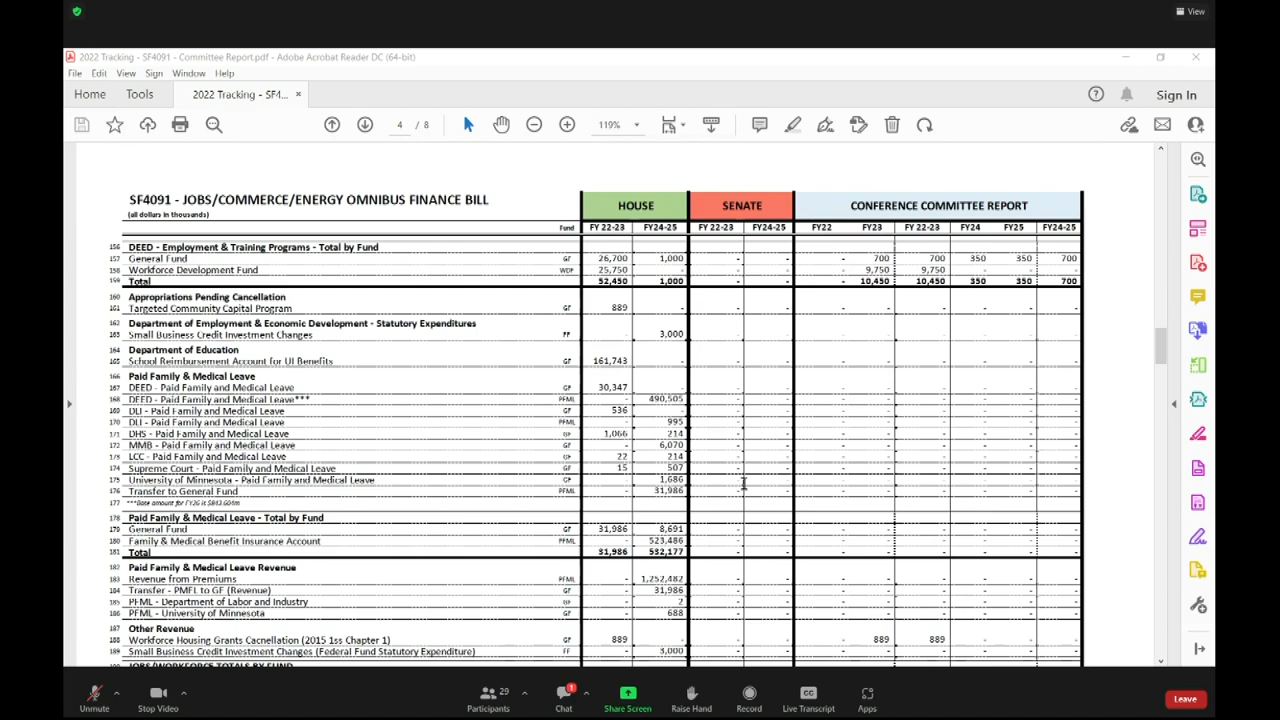 View
2022 Tracking - SF4091 - Committee Report.pdf - Adobe Acrobat Reader DC (64-bit)
File Edit View Sign Window Help
Home Tools 2022 Tracking - SF4... × Sign In
4 / 8 119%
SF4091 - JOBS/COMMERCE/ENERGY OMNIBUS FINANCE BILL HOUSE SENATE CONFERENCE COMMITTEE REPORT
(all dollars in thousands) Fund FY 22-23 FY24-25 FY 22-23 FY24-25 FY22 FY23 FY 22-23 FY24 FY25 FY24-25
156 DEED - Employment & Training Programs - Total by Fund
157 General Fund GF 26,700 1,000 - - - 700 700 350 350 700
158 Workforce Development Fund WDF 25,750 - - - - 9,750 9,750 - - -
159 Total 52,450 1,000 - - - 10,450 10,450 350 350 700
160 Appropriations Pending Cancellation
161 Targeted Community Capital Program GF 889 - - - - - - - - -
162 Department of Employment & Economic Development - Statutory Expenditures
163 Small Business Credit Investment Changes FF - 3,000 - - - - - - - -
164 Department of Education
165 School Reimbursement Account for UI Benefits GF 161,743 - - - - - - - - -
166 Paid Family & Medical Leave
167 DEED - Paid Family and Medical Leave GF 30,347 - - - - - - - - -
168 DEED - Paid Family and Medical Leave*** PFML - 490,505 - - - - - - - -
169 DLI - Paid Family and Medical Leave GF 536 - - - - - - - - -
170 DLI - Paid Family and Medical Leave PFML - 995 - - - - - - - -
171 DHS - Paid Family and Medical Leave GF 1,066 214 - - - - - - - -
172 MMB - Paid Family and Medical Leave GF - 6,070 - - - - - - - -
173 LCC - Paid Family and Medical Leave GF 22 214 - - - - - - - -
174 Supreme Court - Paid Family and Medical Leave GF 15 507 - - - - - - - -
175 University of Minnesota - Paid Family and Medical Leave GF - 1,686 - - - - - - - -
176 Transfer to General Fund PFML - 31,986 - - - - - - - -
177 ***Base amount for FY26 is
178 Paid Family & Medical Leave - Total by Fund
179 General Fund GF 31,986 8,691 - - - - - - - -
180 Family & Medical Benefit Insurance Account PFML - 523,486 - - - - - - - -
181 Total 31,986 532,177 - - - - - - - -
182 Paid Family & Medical Leave Revenue
183 Revenue from Premiums PFML - 1,252,482 - - - - - - - -
184 Transfer - PMFL to GF (Revenue) GF - 31,986 - - - - - - - -
185 PFML - Department of Labor and Industry GF - 2 - - - - - - - -
186 PFML - University of Minnesota GF - 688 - - - - - - - -
187 Other Revenue
188 Workforce Housing Grants Cacnellation (2015 1ss Chapter 1) GF 889 - - - - 889 889 - - -
189 Small Business Credit Investment Changes (Federal Fund Statutory Expenditure) FF - 3,000 - - - - - - - -
JOBS/WORKFORCE TOTALS BY FUND
Unmute Stop Video Participants 29 Chat 1 Share Screen Raise Hand Record CC Live Transcript Apps Leave